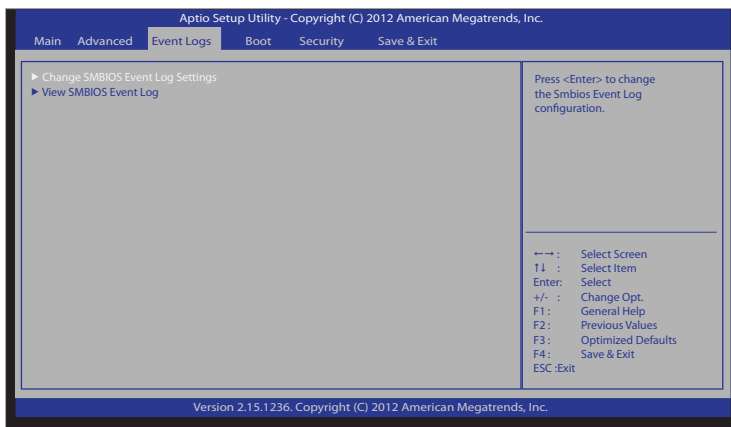 Aptio Setup Utility - Copyright (C) 2012 American Megatrends, Inc.
Main Advanced Event Logs Boot Security Save & Exit
► Change SMBIOS Event Log Settings
► View SMBIOS Event Log
Press <Enter> to change
the Smbios Event Log
configuration.
←→ : Select Screen
↑↓ : Select Item
Enter: Select
+/- : Change Opt.
F1 : General Help
F2 : Previous Values
F3 : Optimized Defaults
F4 : Save & Exit
ESC :Exit
Version 2.15.1236. Copyright (C) 2012 American Megatrends, Inc.